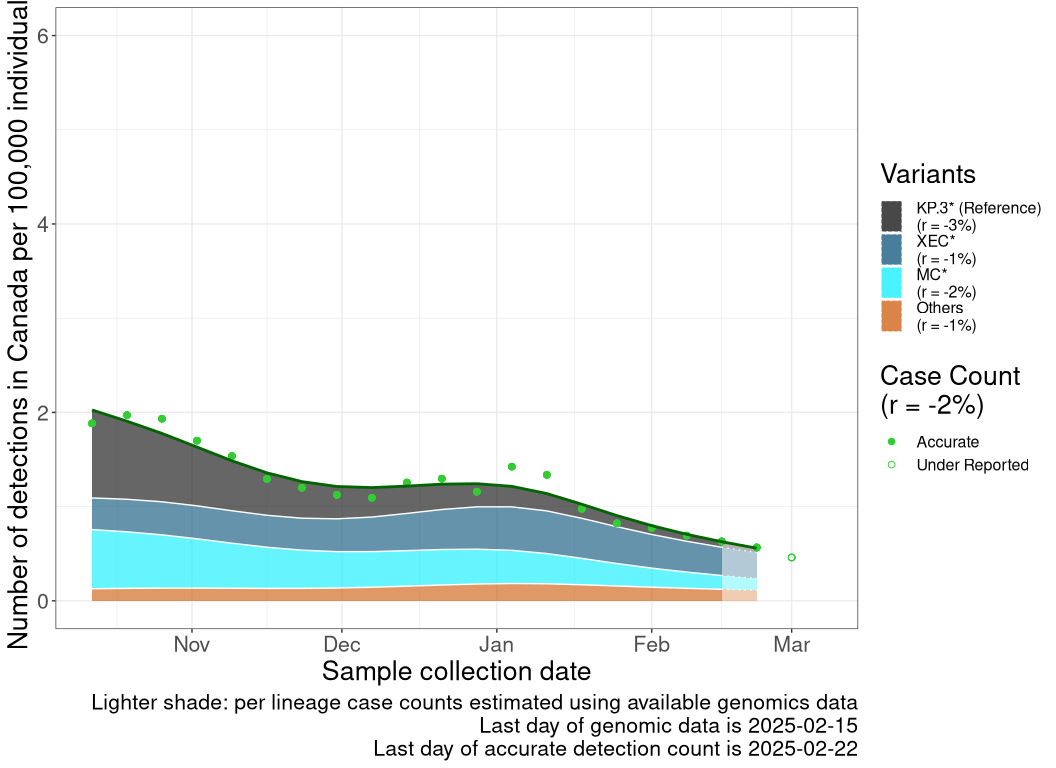 Number of detections in Canada per 100,000 individual
6
4
2
0
Nov
Dec
Jan
Feb
Mar
Sample collection date
Lighter shade: per lineage case counts estimated using available genomics data
Last day of genomic data is 2025-02-15
Last day of accurate detection count is 2025-02-22
Variants
KP.3* (Reference)
(r = -3%)
XEC*
(r = -1%)
MC*
(r = -2%)
Others
(r = -1%)
Case Count
(r = -2%)
Accurate
Under Reported